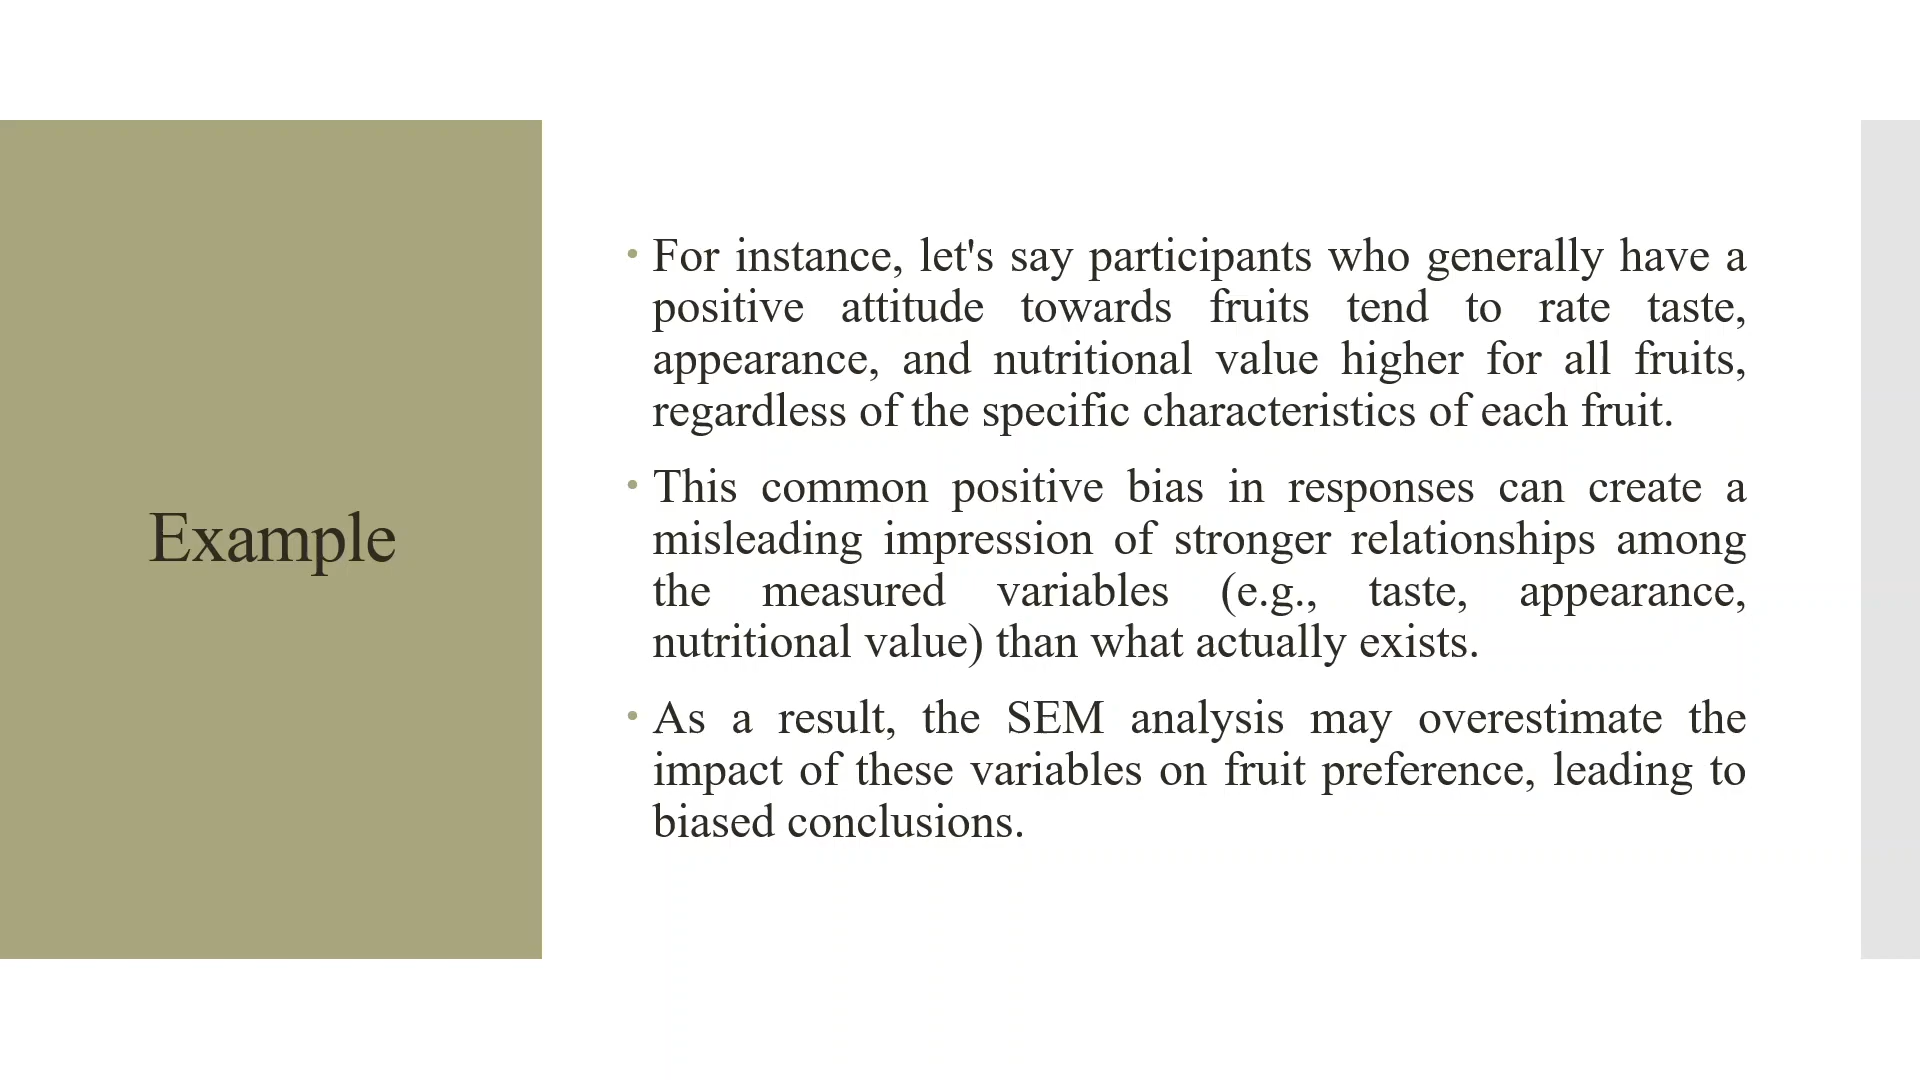 Example
• For instance, let's say participants who generally have a
positive attitude towards fruits tend to rate taste,
appearance, and nutritional value higher for all fruits,
regardless of the specific characteristics of each fruit.
• This common positive bias in responses can create a
misleading impression of stronger relationships among
the measured variables (e.g., taste, appearance,
nutritional value) than what actually exists.
• As a result, the SEM analysis may overestimate the
impact of these variables on fruit preference, leading to
biased conclusions.